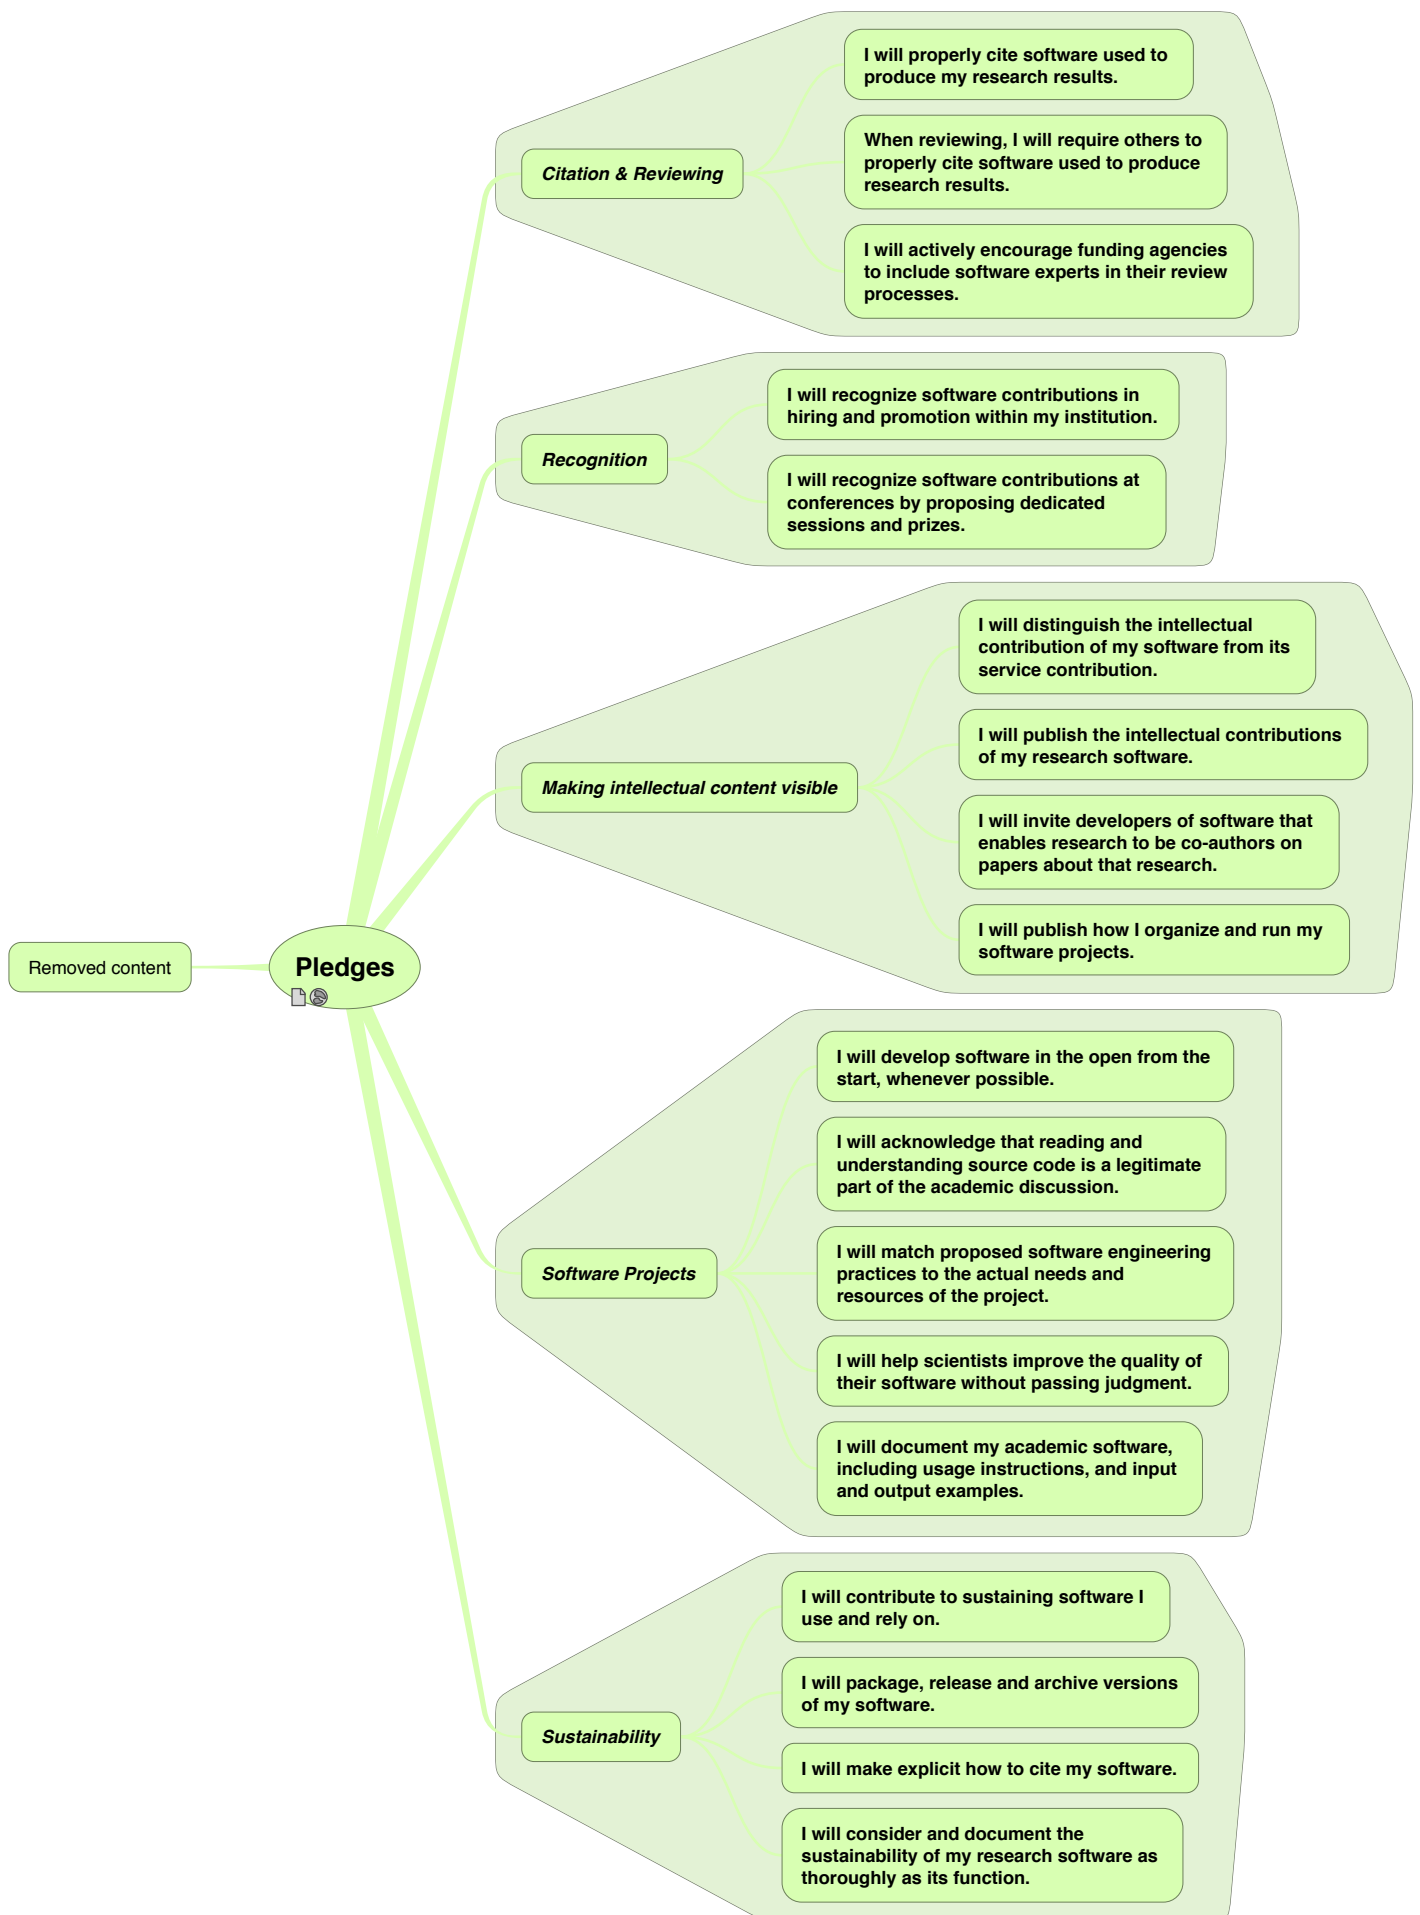 I will properly cite software used to
produce my research results.
When reviewing, I will require others to
properly cite software used to produce
research results.
Citation & Reviewing
I will actively encourage funding agencies
to include software experts in their review
processes.
I will recognize software contributions in
hiring and promotion within my institution.
Recognition
I will recognize software contributions at
conferences by proposing dedicated
sessions and prizes.
I will distinguish the intellectual
contribution of my software from its
service contribution.
I will publish the intellectual contributions
of my research software.
Making intellectual content visible
I will invite developers of software that
enables research to be co-authors on
papers about that research.
I will publish how I organize and run my
software projects.
Removed content
Pledges
I will develop software in the open from the
start, whenever possible.
I will acknowledge that reading and
understanding source code is a legitimate
part of the academic discussion.
Software Projects
I will match proposed software engineering
practices to the actual needs and
resources of the project.
I will help scientists improve the quality of
their software without passing judgment.
I will document my academic software,
including usage instructions, and input
and output examples.
I will contribute to sustaining software I
use and rely on.
I will package, release and archive versions
of my software.
Sustainability
I will make explicit how to cite my software.
I will consider and document the
sustainability of my research software as
thoroughly as its function.